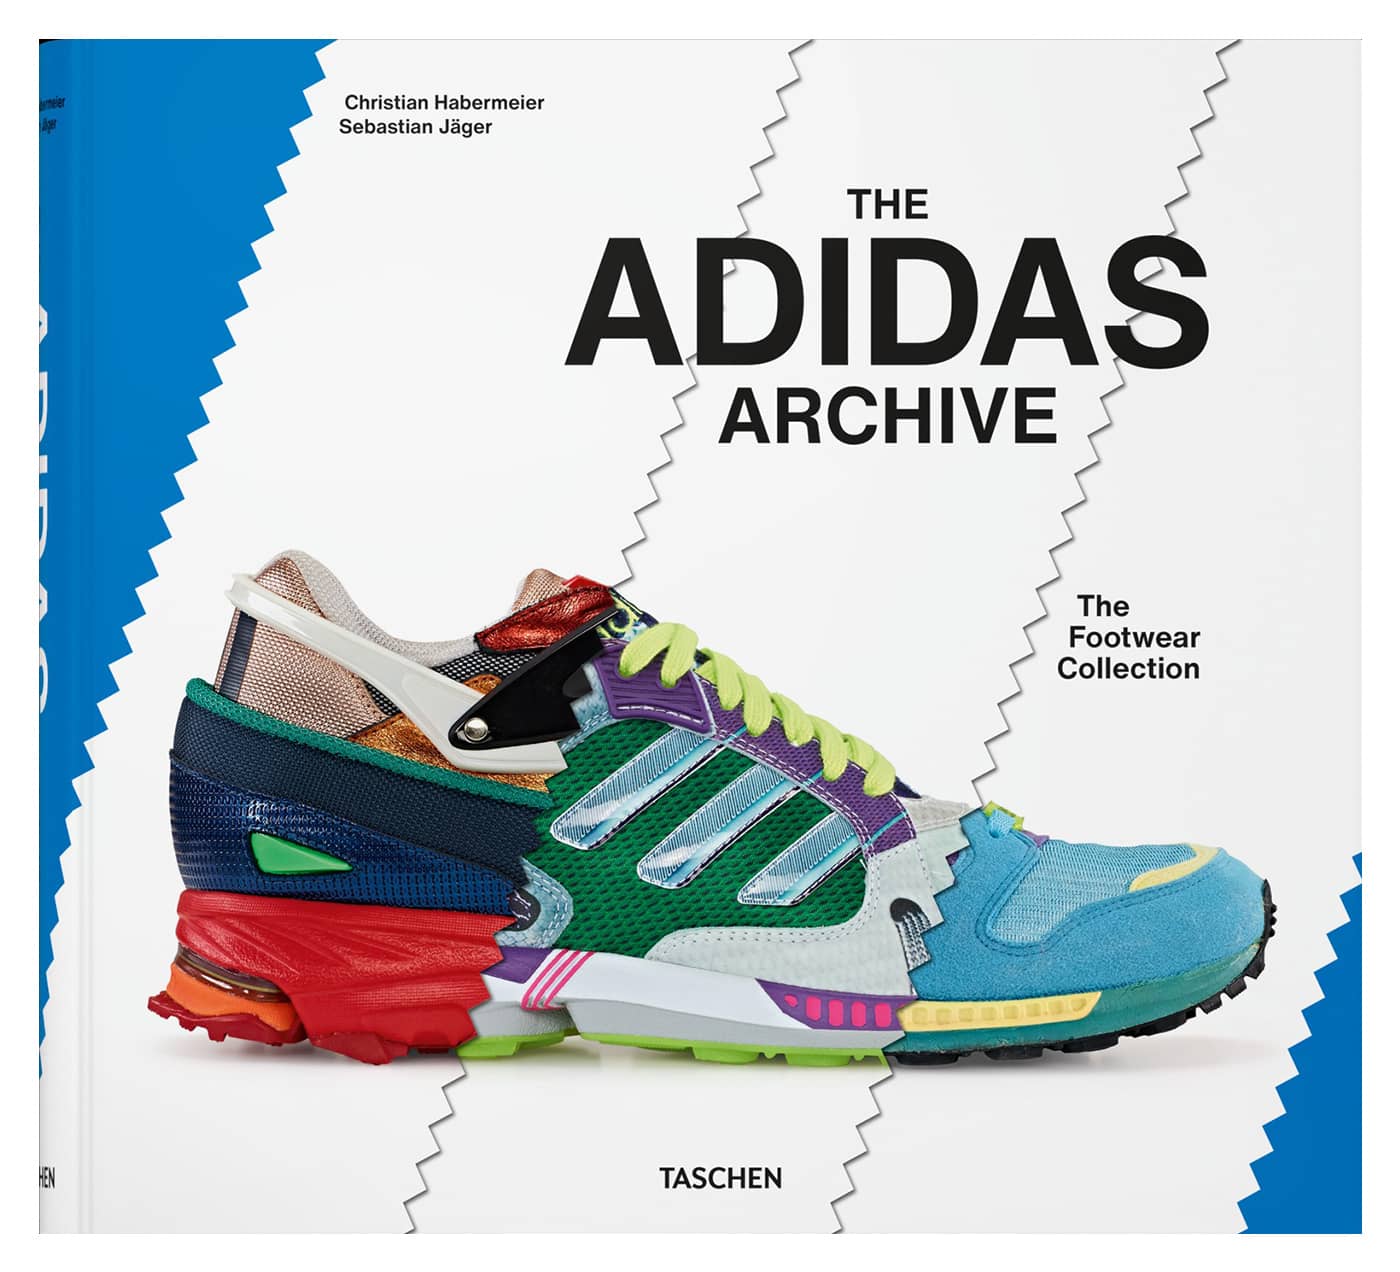 Christian Habermeier
Sebastian Jäger
THE
ADIDAS
ARCHIVE
The
Footwear
Collection
TASCHEN